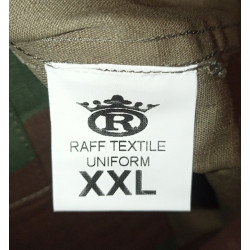 R
RAFF TEXTILE
UNIFORM
XXL